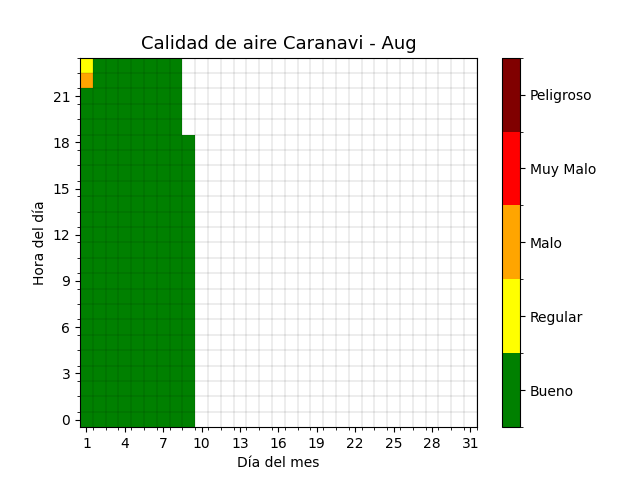 Calidad de aire Caranavi - Aug
Hora del día
21
18
15
12
9
6
3
0
1 4 7 10 13 16 19 22 25 28 31
Día del mes
Peligroso
Muy Malo
Malo
Regular
Bueno